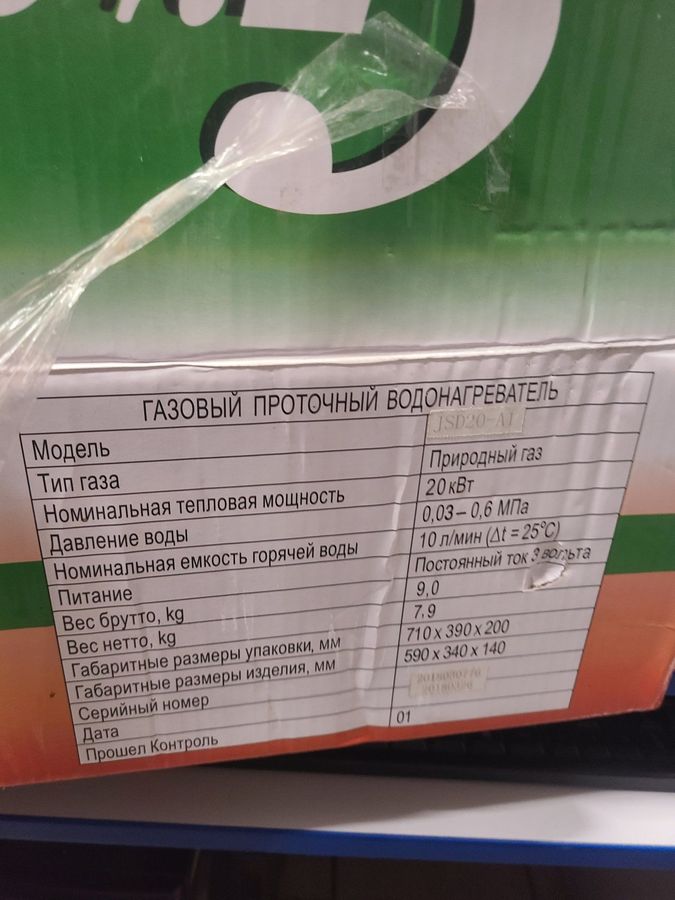 ГАЗОВЫЙ ПРОТОЧНЫЙ ВОДОНАГРЕВАТЕЛЬ
Модель JSD20-A1
Тип газа Природный газ
Номинальная тепловая мощность 20 кВт
Давление воды 0,03 – 0,6 МПа
Номинальная емкость горячей воды 10 л/мин (Δt = 25°C)
Питание Постоянный ток 3 вольта
Вес брутто, kg 9,0
Вес нетто, kg 7,9
Габаритные размеры упаковки, мм 710 x 390 x 200
Габаритные размеры изделия, мм 590 x 340 x 140
Серийный номер
Дата 20180326
Прошел Контроль 01